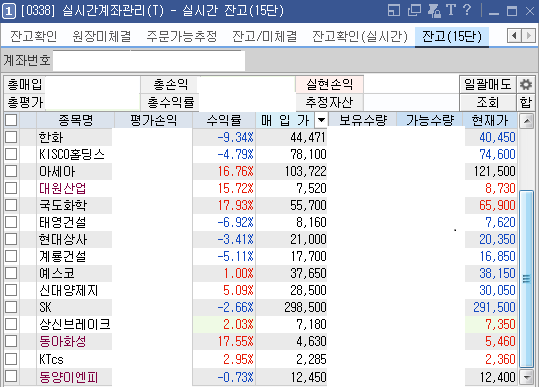 1 [0338] 실시간계좌관리(T) - 실시간 잔고(15단)
잔고확인 원장미체결 주문가능추정 잔고/미체결 잔고확인(실시간) 잔고(15단)
계좌번호
총매입 총손익 실현손익 일괄매도
총평가 총수익률 추정자산 조회 합
종목명 평가손익 수익률 매 입 가 보유수량 가능수량 현재가
한화 -9.34% 44,471 40,450
KISCO홀딩스 -4.79% 78,100 74,600
아세아 16.76% 103,722 121,500
대원산업 15.72% 7,520 8,730
국도화학 17.93% 55,700 65,900
태영건설 -6.92% 8,160 7,620
현대상사 -3.41% 21,000 20,350
계룡건설 -5.11% 17,700 16,850
예스코 1.00% 37,650 38,150
신대양제지 5.09% 28,500 30,050
SK -2.66% 298,500 291,500
상신브레이크 2.03% 7,180 7,350
동아화성 17.55% 4,630 5,460
KTcs 2.95% 2,285 2,360
동양이엔피 -0.73% 12,450 12,400